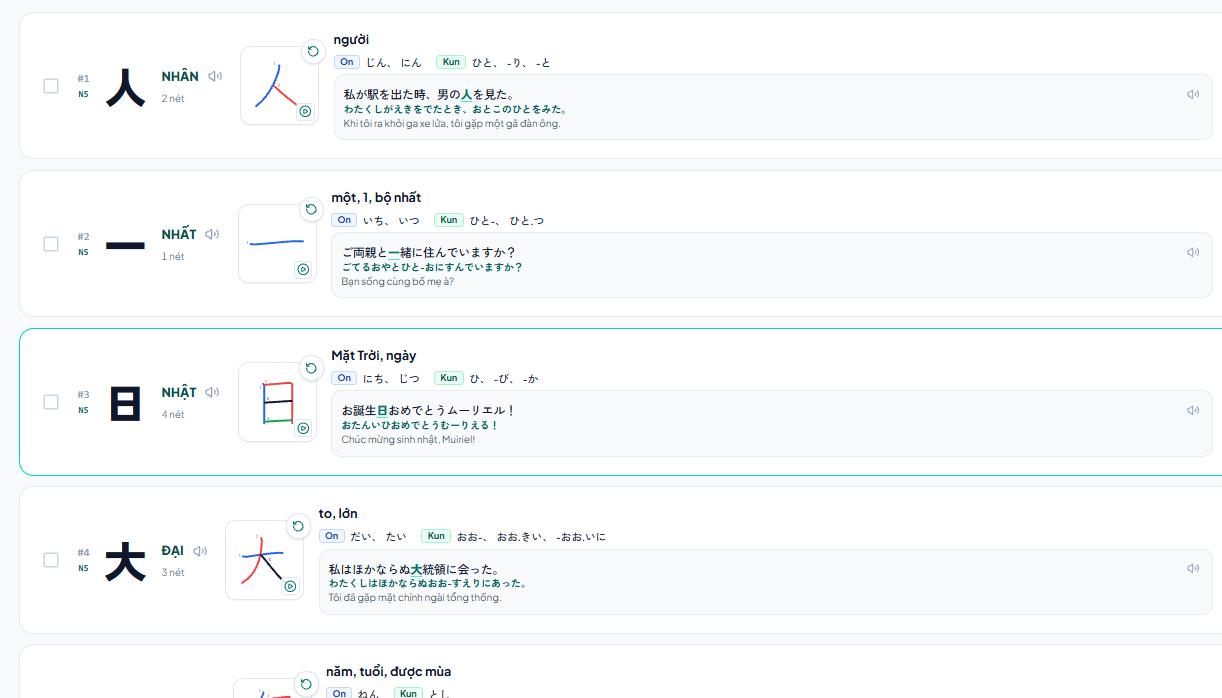 #1
N5
人
NHÂN
2 nét
người
On じん、 にん Kun ひと、 -り、 -と
私が駅を出た時、男の人を見た。
わたくしがえきをでたとき、おとこのひとをみた。
Khi tôi ra khỏi ga xe lửa, tôi gặp một gã đàn ông.
#2
N5
一
NHẤT
1 nét
một, 1, bộ nhất
On いち、 いつ Kun ひと-、 ひと.つ
ご両親と一緒に住んでいますか？
ごてるおやとひと-おにすんでいますか？
Bạn sống cùng bố mẹ à?
#3
N5
日
NHẬT
4 nét
Mặt Trời, ngày
On にち、 じつ Kun ひ、 -び、 -か
お誕生日おめでとうムーリエル！
おたんいひおめでとうむーりえる！
Chúc mừng sinh nhật, Muiriel!
#4
N5
大
ĐẠI
3 nét
to, lớn
On だい、 たい Kun おお-、 おお.きい、 -おお.いに
私はほかならぬ大統領に会った。
わたくしはほかならぬおお-すえりにあった。
Tôi đã gặp mặt chính ngài tổng thống.
năm, tuổi, được mùa
On ねん、 Kun とし